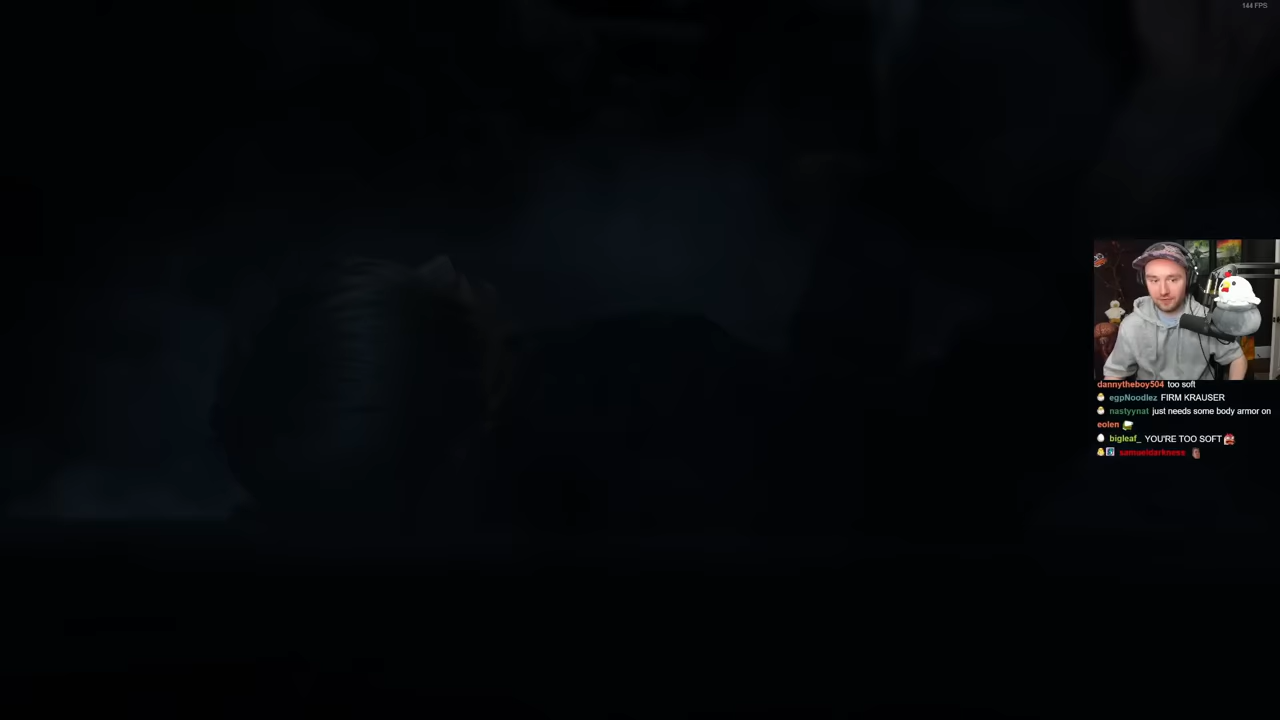 144 FPS
dannytheboy504 too soft
egpNoodlez FIRM KRAUSER
nastyynat just needs some body armor on
eolen
bigleaf_ YOU'RE TOO SOFT
samueldarkness